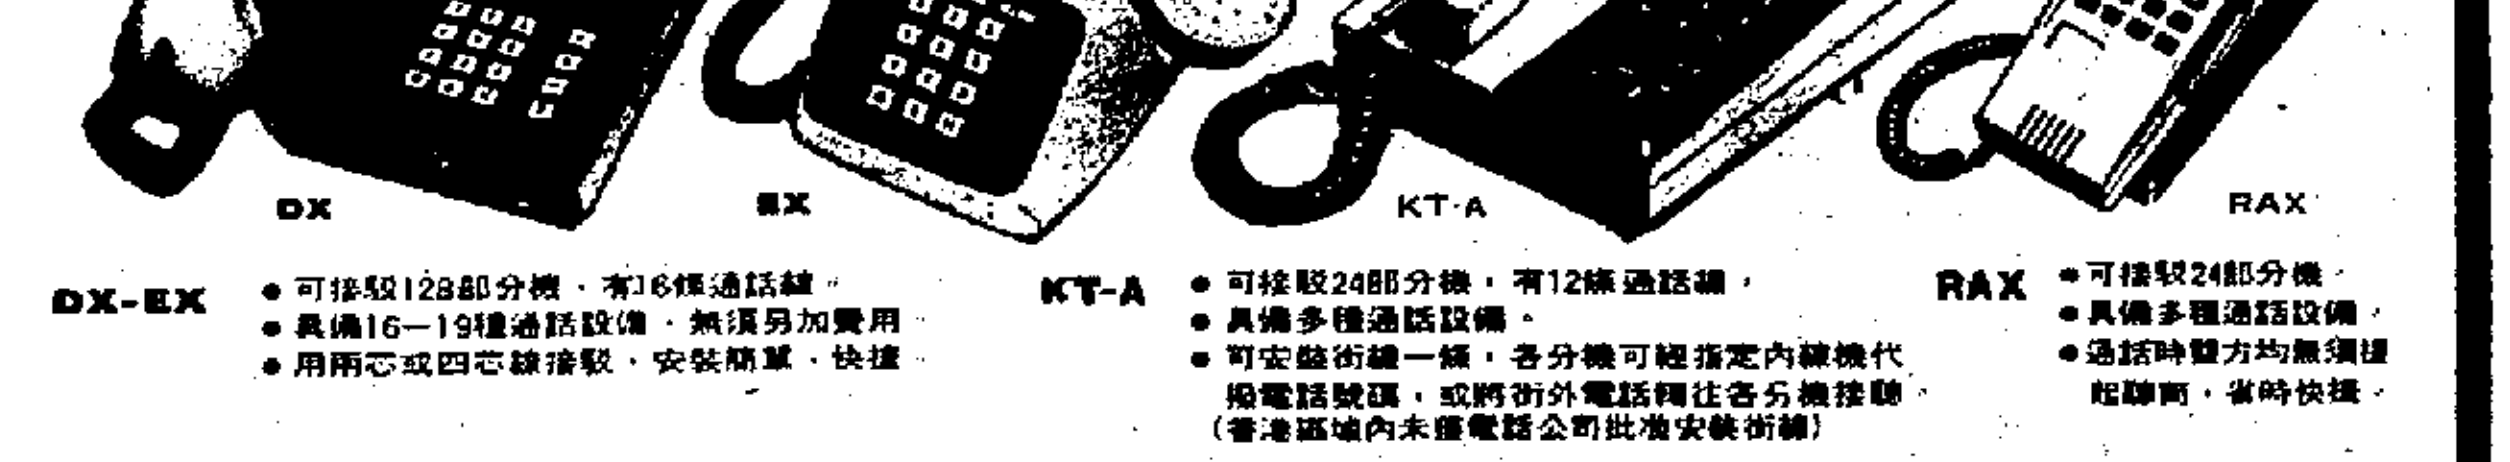 DX
EX
KT-A
RAX
DX-EX
●可接駁128部分機，有16條通話線。
●具備16—19種通話設備，無須另加費用。
●用兩芯或四芯線接駁，安裝簡單，快捷。
KT-A
●可接駁24部分機，有12條通話線，
●具備多種通話設備。
●可安裝街線一條，各分機可經指定內線機代
撥電話號碼，或將街外電話轉往各分機接聽。
(香港區域內未獲電話公司批准安裝街線)
RAX
●可接駁24部分機，
●具備多種通話設備，
●通話時雙方均無須提
起聽筒，省時快捷。